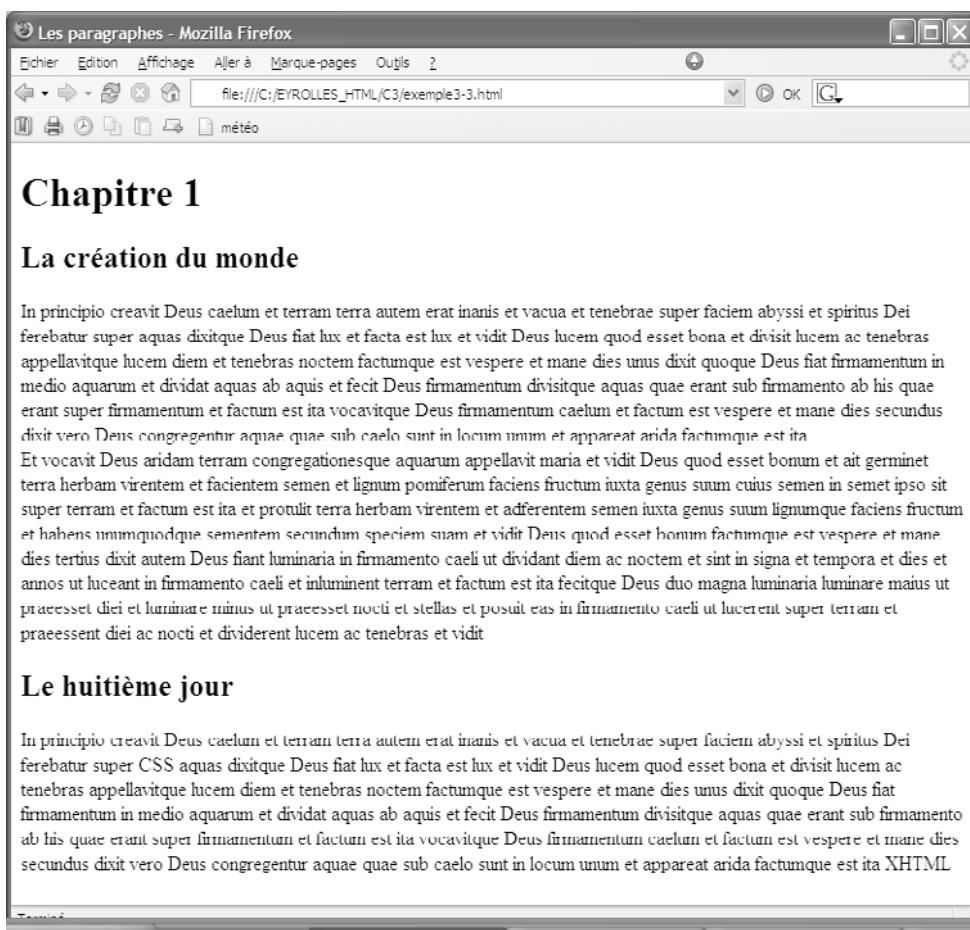 Les paragraphes - Mozilla Firefox
Fichier Edition Affichage Aller à Marque-pages Outils ?
file:///C:/EYROLLES_HTML/C3/exemple3-3.html OK G
météo
Chapitre 1
La création du monde
In principio creavit Deus caelum et terram terra autem erat inanis et vacua et tenebrae super faciem abyssi et spiritus Dei
ferebatur super aquas dixitque Deus fiat lux et facta est lux et vidit Deus lucem quod esset bona et divisit lucem ac tenebras
appellavitque lucem diem et tenebras noctem factumque est vespere et mane dies unus dixit quoque Deus fiat firmamentum in
medio aquarum et dividat aquas ab aquis et fecit Deus firmamentum divisitque aquas quae erant sub firmamento ab his quae
erant super firmamentum et factum est ita vocavitque Deus firmamentum caelum et factum est vespere et mane dies secundus
dixit vero Deus congregentur aquae quae sub caelo sunt in locum unum et appareat arida factumque est ita
Et vocavit Deus aridam terram congregationesque aquarum appellavit maria et vidit Deus quod esset bonum et ait germinet
terra herbam virentem et facientem semen et lignum pomiferum faciens fructum iuxta genus suum cuius semen in semet ipso sit
super terram et factum est ita et protulit terra herbam virentem et adferentem semen iuxta genus suum lignumque faciens fructum
et habens unumquodque sementem secundum speciem suam et vidit Deus quod esset bonum factumque est vespere et mane
dies tertius dixit autem Deus fiant luminaria in firmamento caeli ut dividant diem ac noctem et sint in signa et tempora et dies et
annos ut luceant in firmamento caeli et inluminent terram et factum est ita fecitque Deus duo magna luminaria luminare maius ut
praeesset diei et luminare minus ut praeesset nocti et stellas et posuit eas in firmamento caeli ut lucerent super terram et
praeessent diei ac nocti et dividerent lucem ac tenebras et vidit
Le huitième jour
In principio creavit Deus caelum et terram terra autem erat inanis et vacua et tenebrae super faciem abyssi et spiritus Dei
ferebatur super CSS aquas dixitque Deus fiat lux et facta est lux et vidit Deus lucem quod esset bona et divisit lucem ac
tenebras appellavitque lucem diem et tenebras noctem factumque est vespere et mane dies unus dixit quoque Deus fiat
firmamentum in medio aquarum et dividat aquas ab aquis et fecit Deus firmamentum divisitque aquas quae erant sub firmamento
ab his quae erant super firmamentum et factum est ita vocavitque Deus firmamentum caelum et factum est vespere et mane dies
secundus dixit vero Deus congregentur aquae quae sub caelo sunt in locum unum et appareat arida factumque est ita XHTML
Terminé